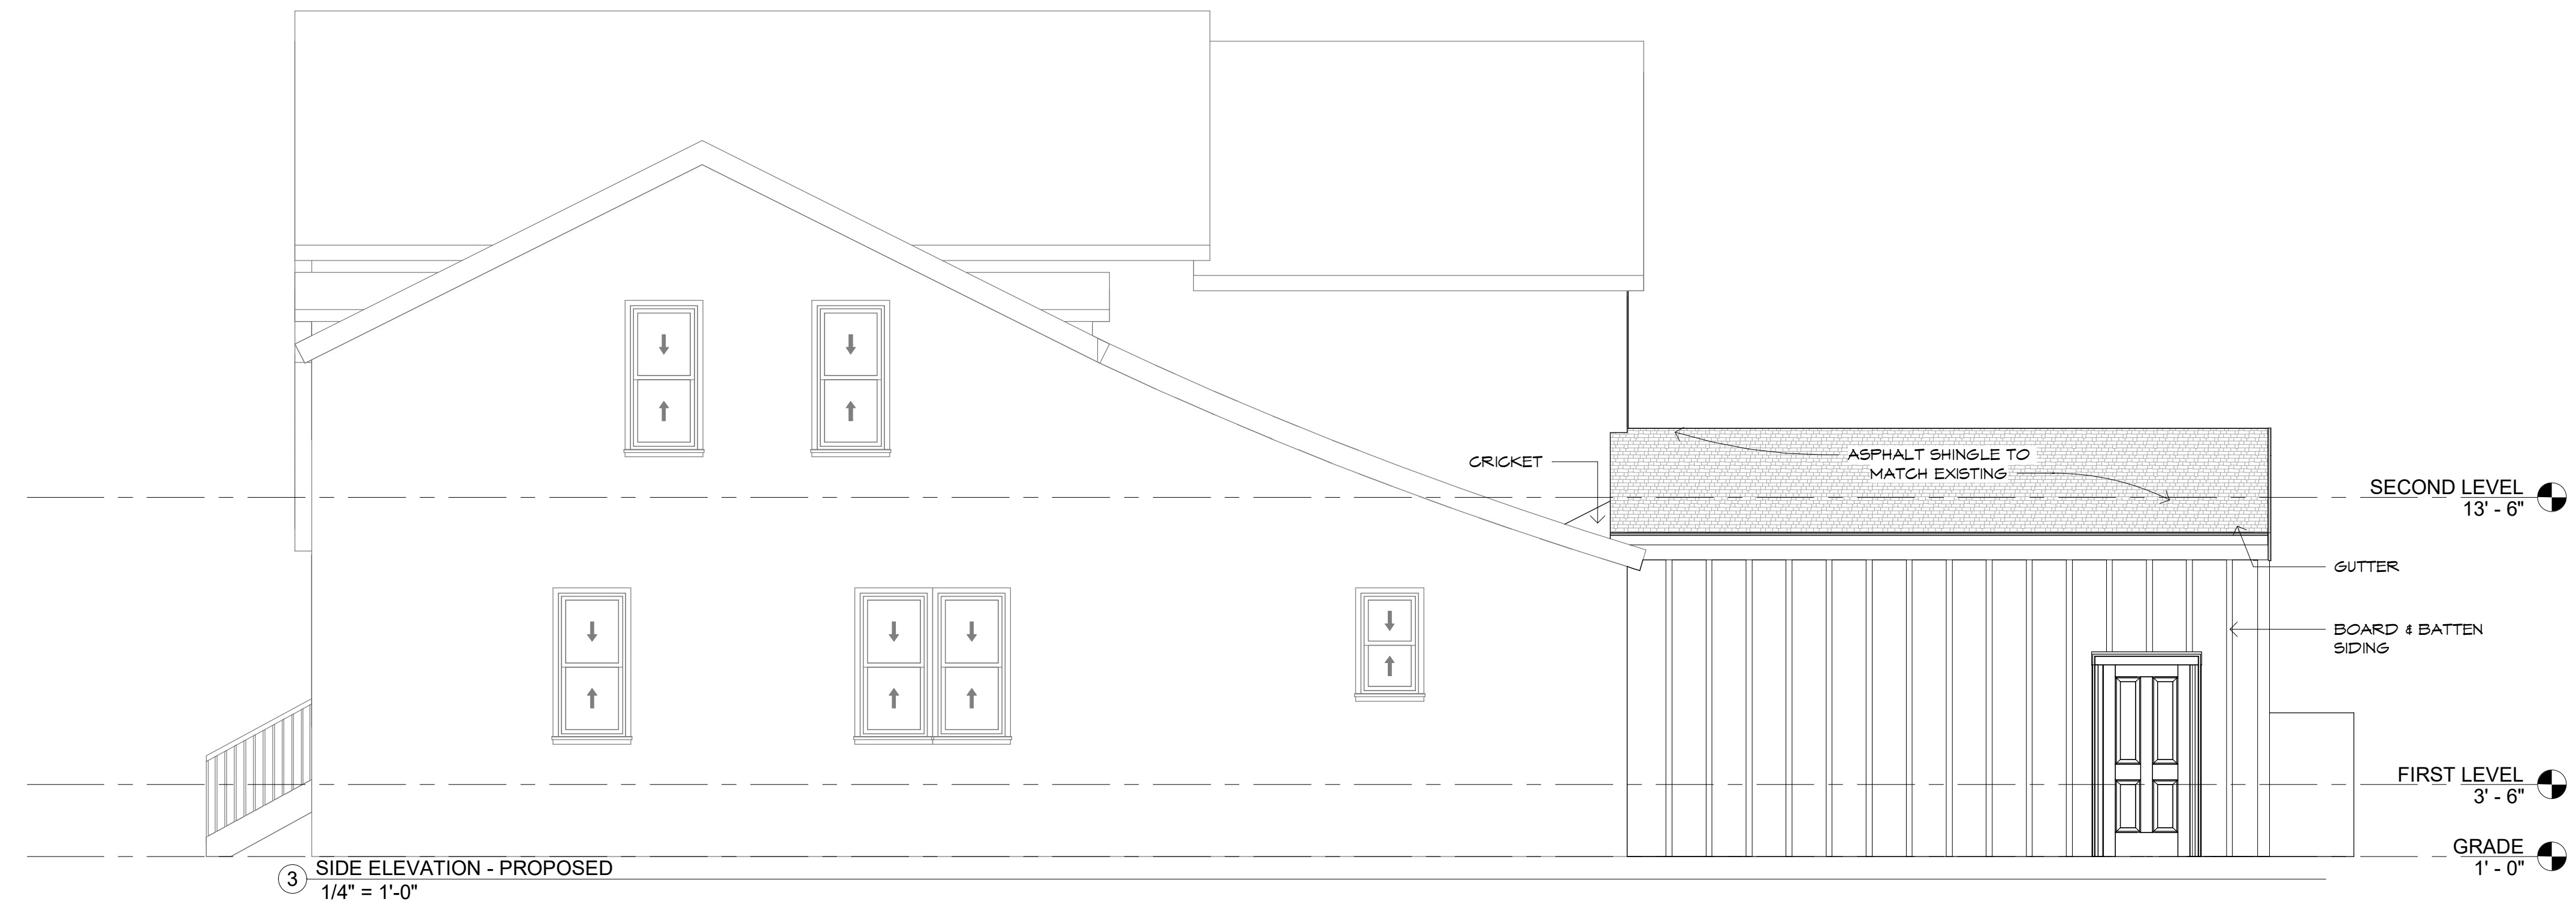 CRICKET
ASPHALT SHINGLE TO
MATCH EXISTING
SECOND LEVEL
13' - 6"
GUTTER
BOARD & BATTEN
SIDING
FIRST LEVEL
3' - 6"
GRADE
1' - 0"
3 SIDE ELEVATION - PROPOSED
1/4" = 1'-0"